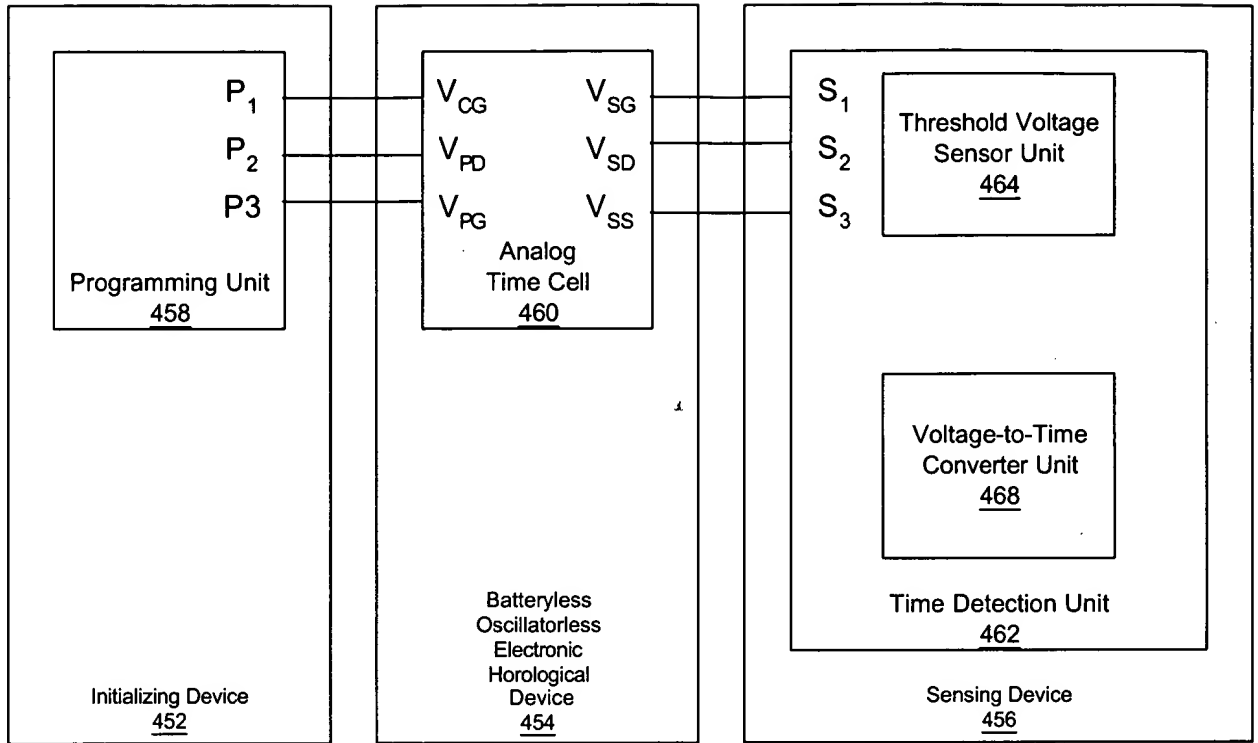 P1
P2
P3
Programming Unit
458
Initializing Device
452
VCG
VPD
VPG
VSG
VSD
VSS
Analog
Time Cell
460
Batteryless
Oscillatorless
Electronic
Horological
Device
454
S1
S2
S3
Threshold Voltage
Sensor Unit
464
Voltage-to-Time
Converter Unit
468
Time Detection Unit
462
Sensing Device
456